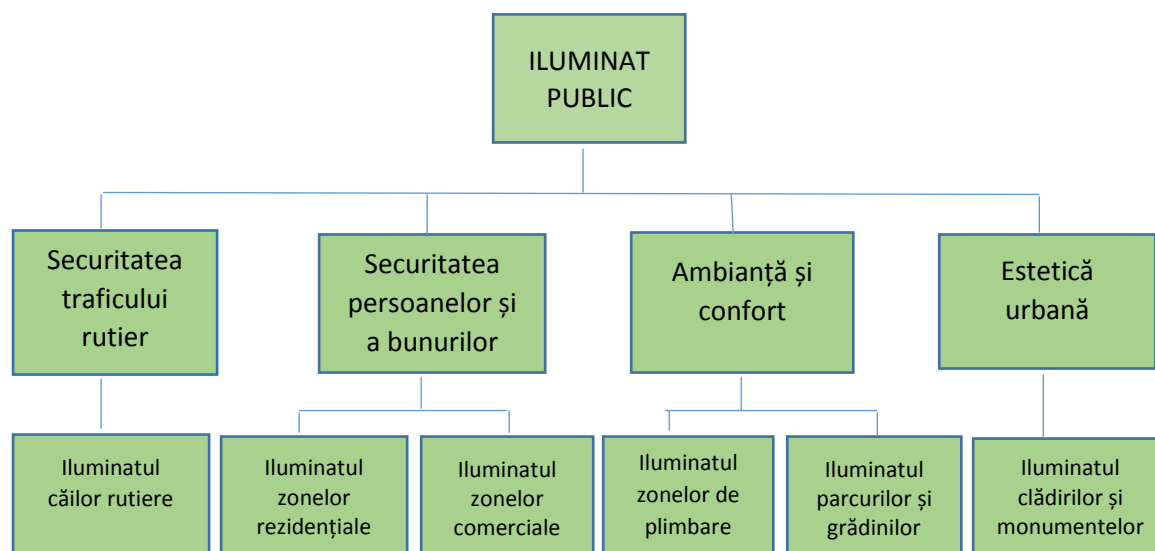 ILUMINAT
PUBLIC
Securitatea
traficului
rutier
Securitatea
persoanelor și
a bunurilor
Ambianță și
confort
Estetică
urbană
Iluminatul
căilor rutiere
Iluminatul
zonelor
rezidențiale
Iluminatul
zonelor
comerciale
Iluminatul
zonelor de
plimbare
Iluminatul
parcurilor și
grădinilor
Iluminatul
clădirilor și
monumentelor